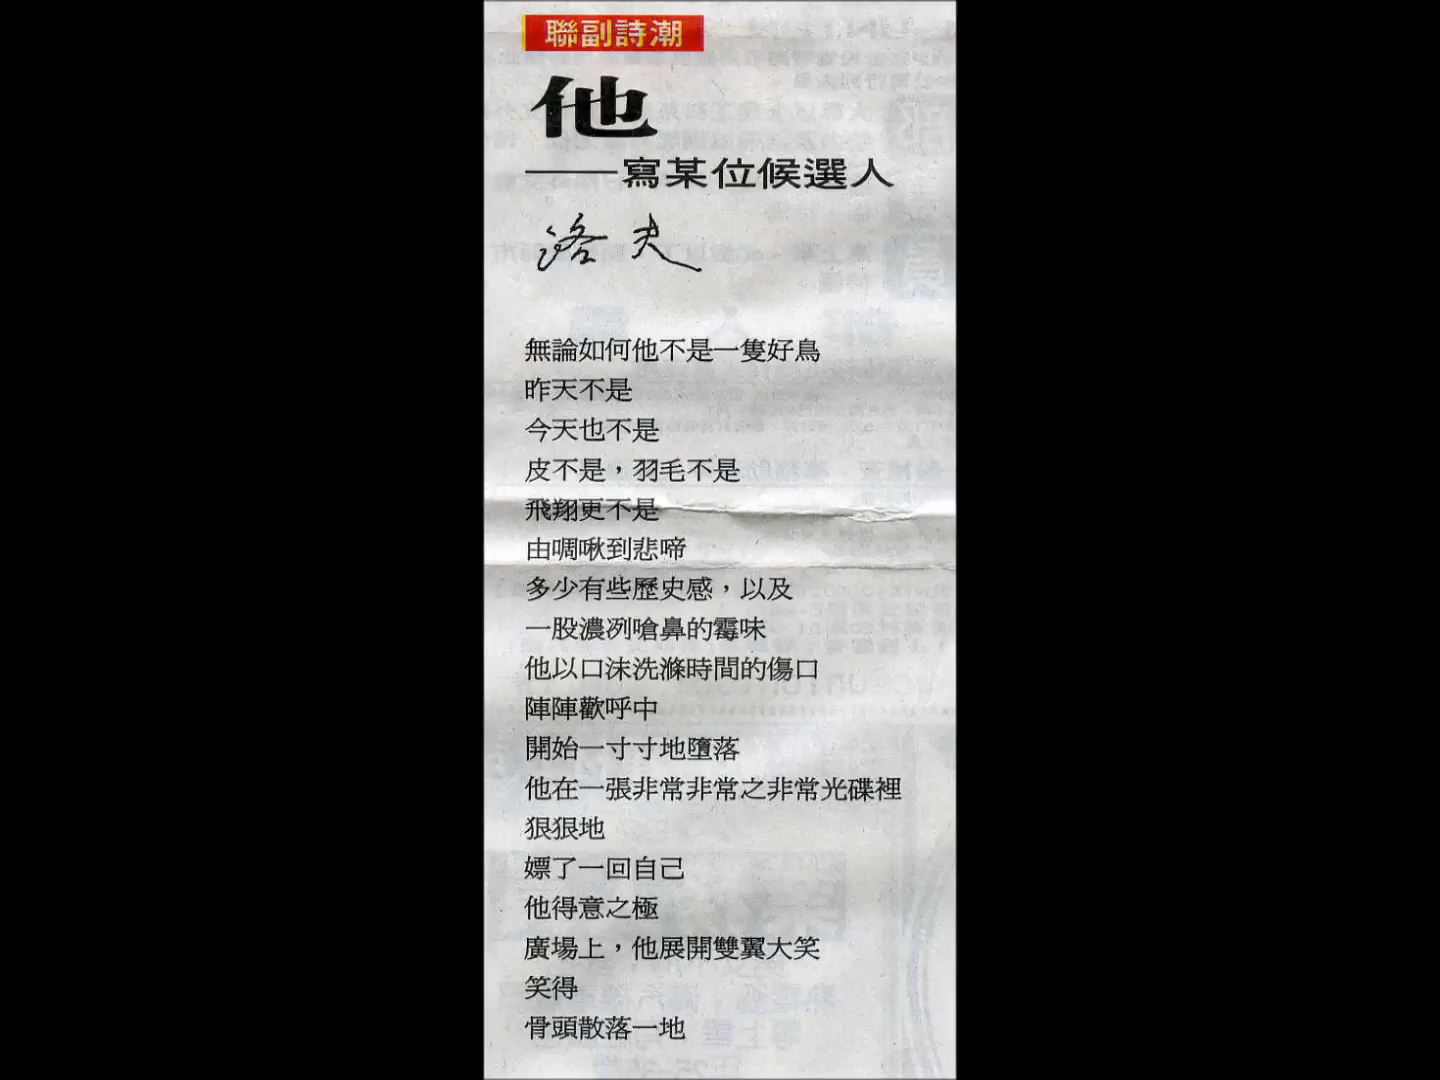 聯副詩潮
他
——寫某位候選人
洛夫
無論如何他不是一隻好鳥
昨天不是
今天也不是
皮不是，羽毛不是
飛翔更不是
由啁啾到悲啼
多少有些歷史感，以及
一股濃冽嗆鼻的霉味
他以口沫洗滌時間的傷口
陣陣歡呼中
開始一寸寸地墮落
他在一張非常非常之非常光碟裡
狠狠地
嫖了一回自己
他得意之極
廣場上，他展開雙翼大笑
笑得
骨頭散落一地